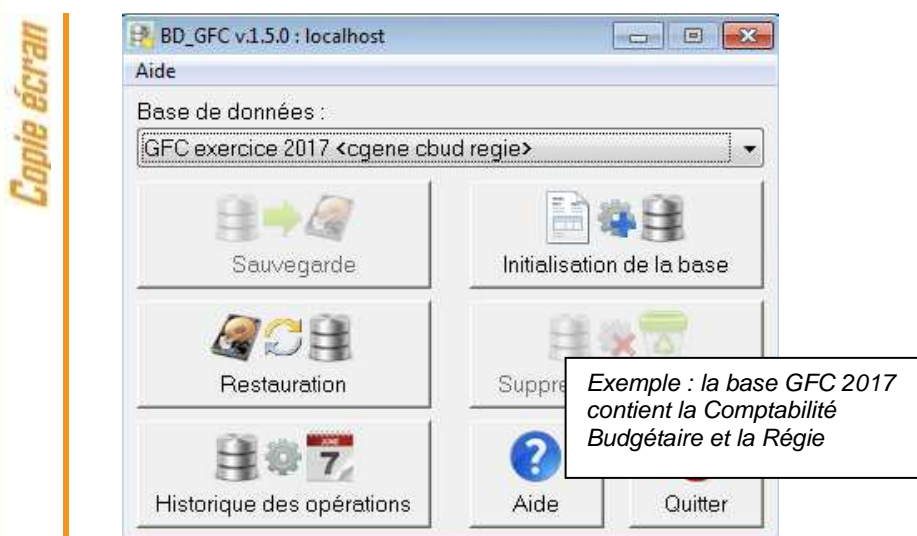 Copie écran
BD_GFC v.1.5.0 : localhost
Aide
Base de données :
GFC exercice 2017 <cgene cbud regie>
Sauvegarde
Initialisation de la base
Restauration
Exemple : la base GFC 2017
contient la Comptabilité
Budgétaire et la Régie
JUNE
7
Historique des opérations
Aide
Quitter